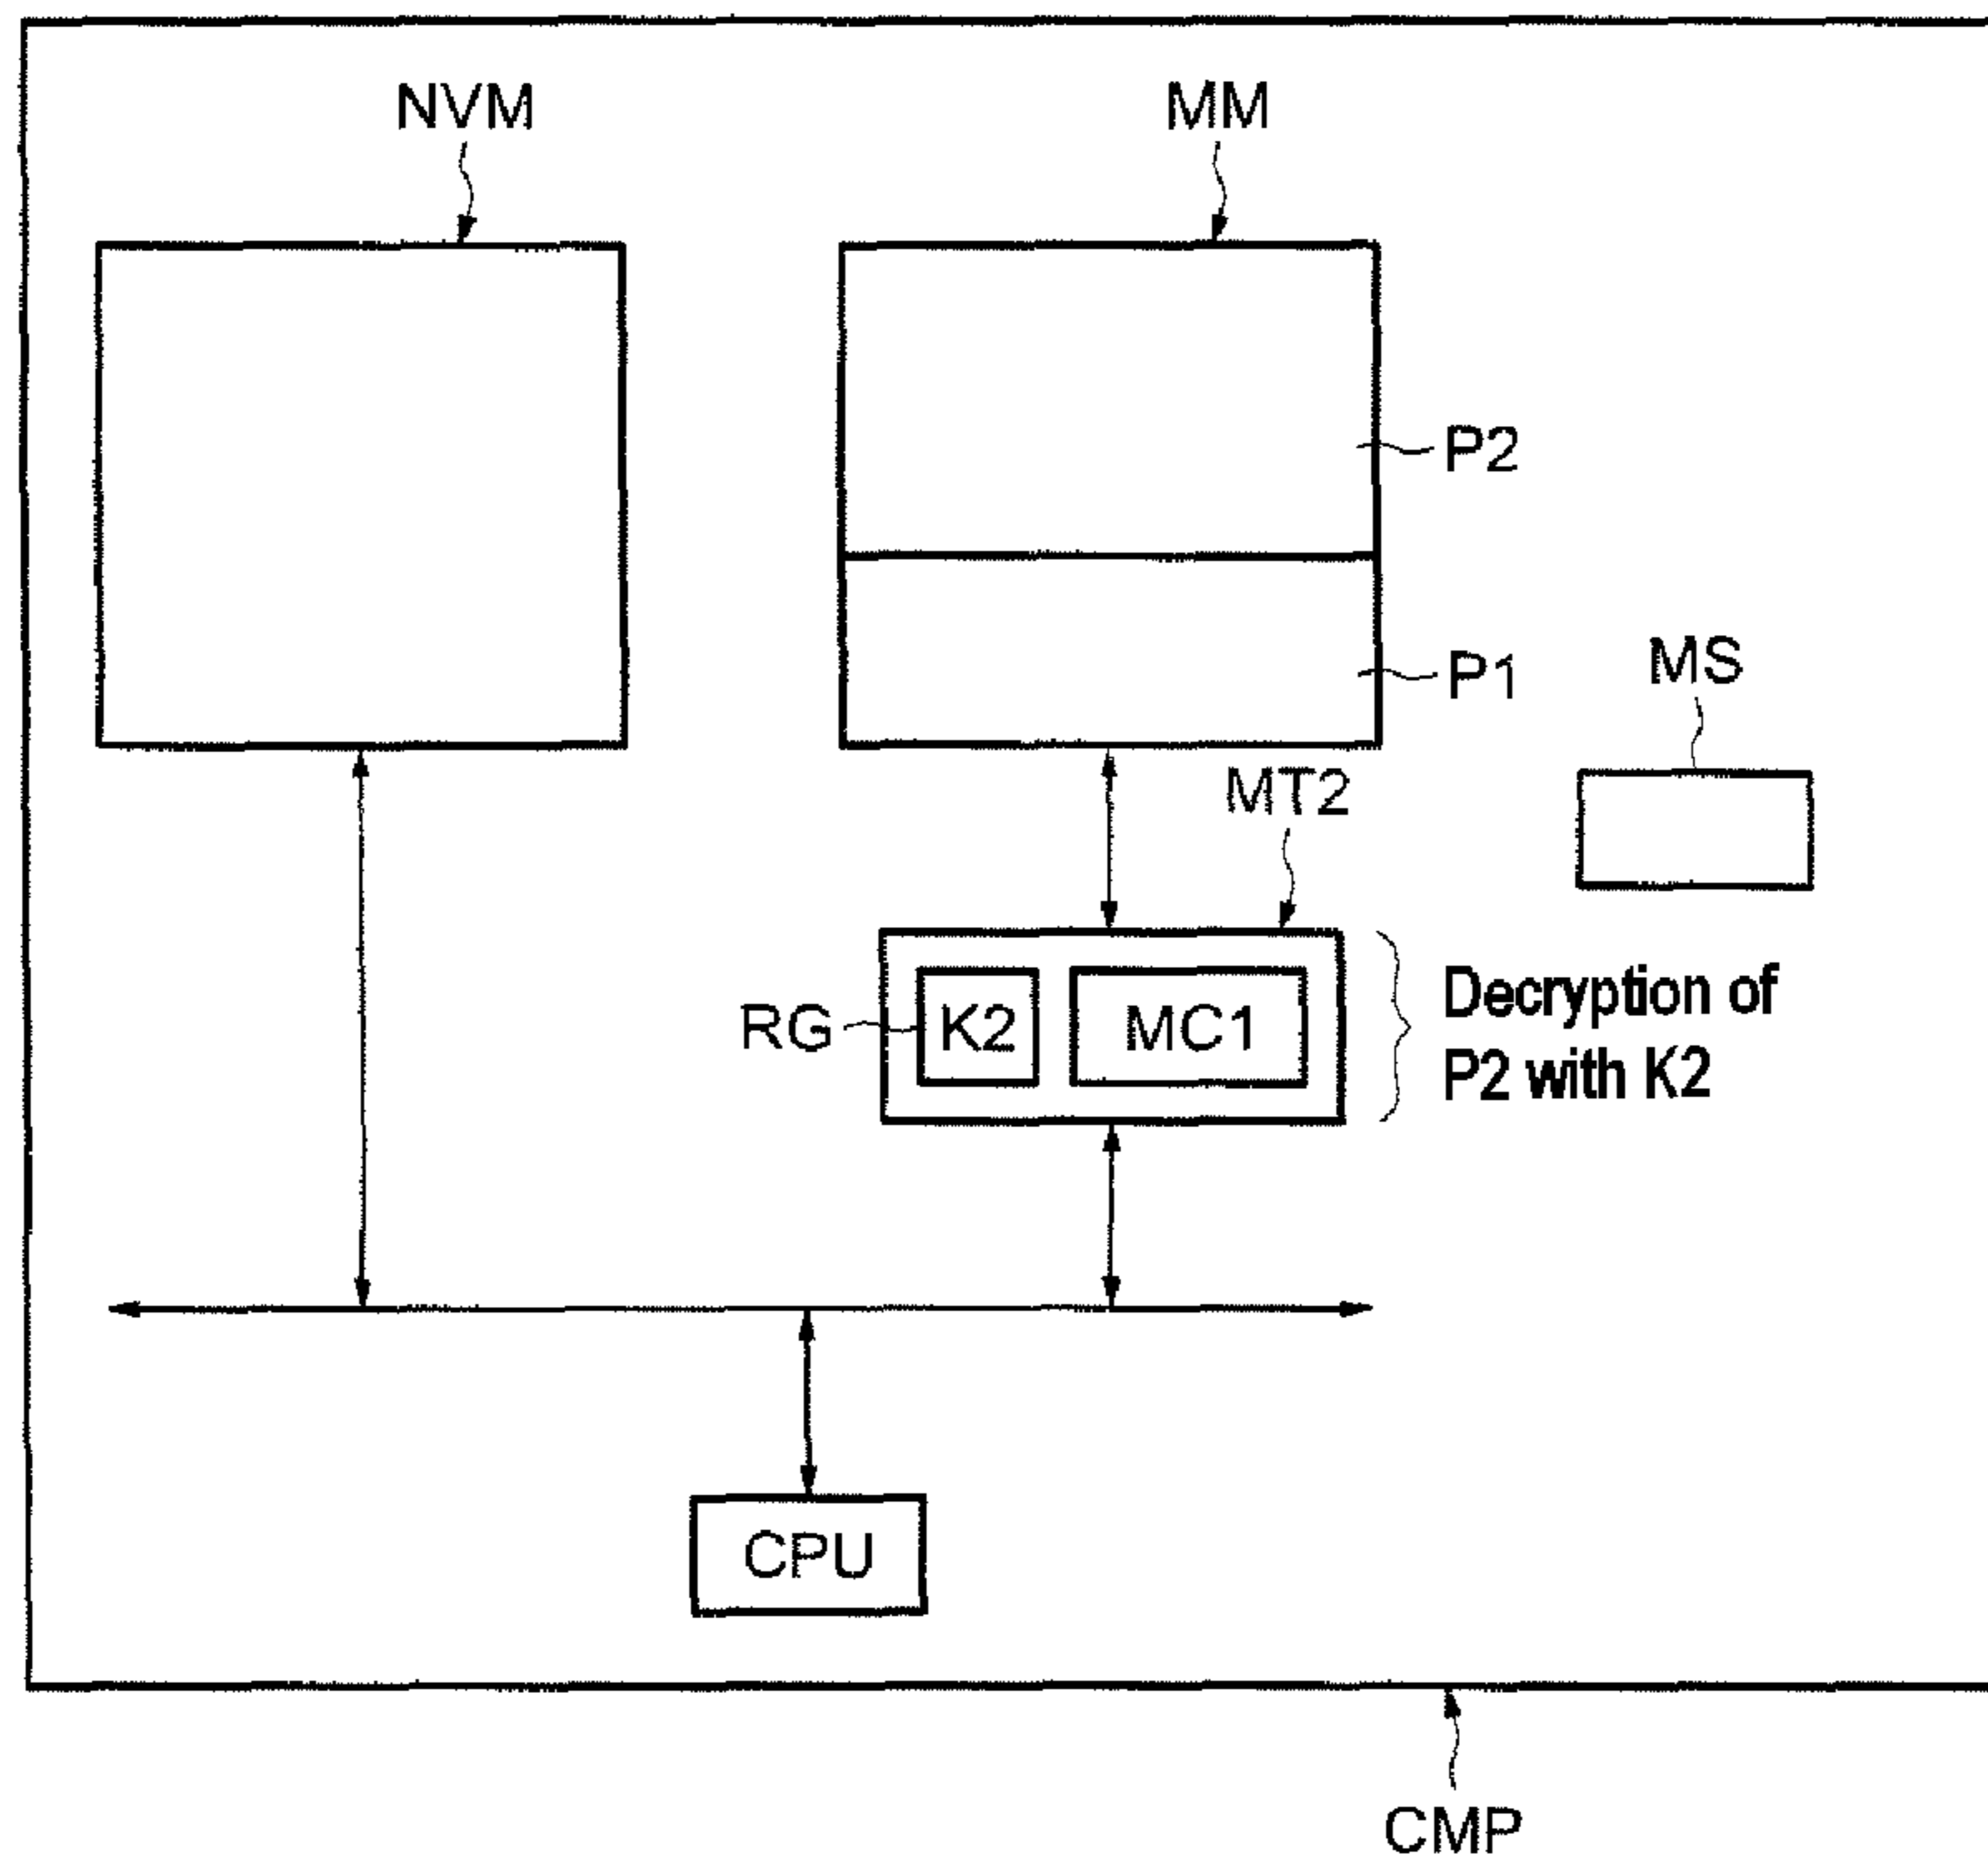 NVM
MM
P2
P1
MS
MT2
RG
K2
MC1
Decryption of
P2 with K2
CPU
CMP